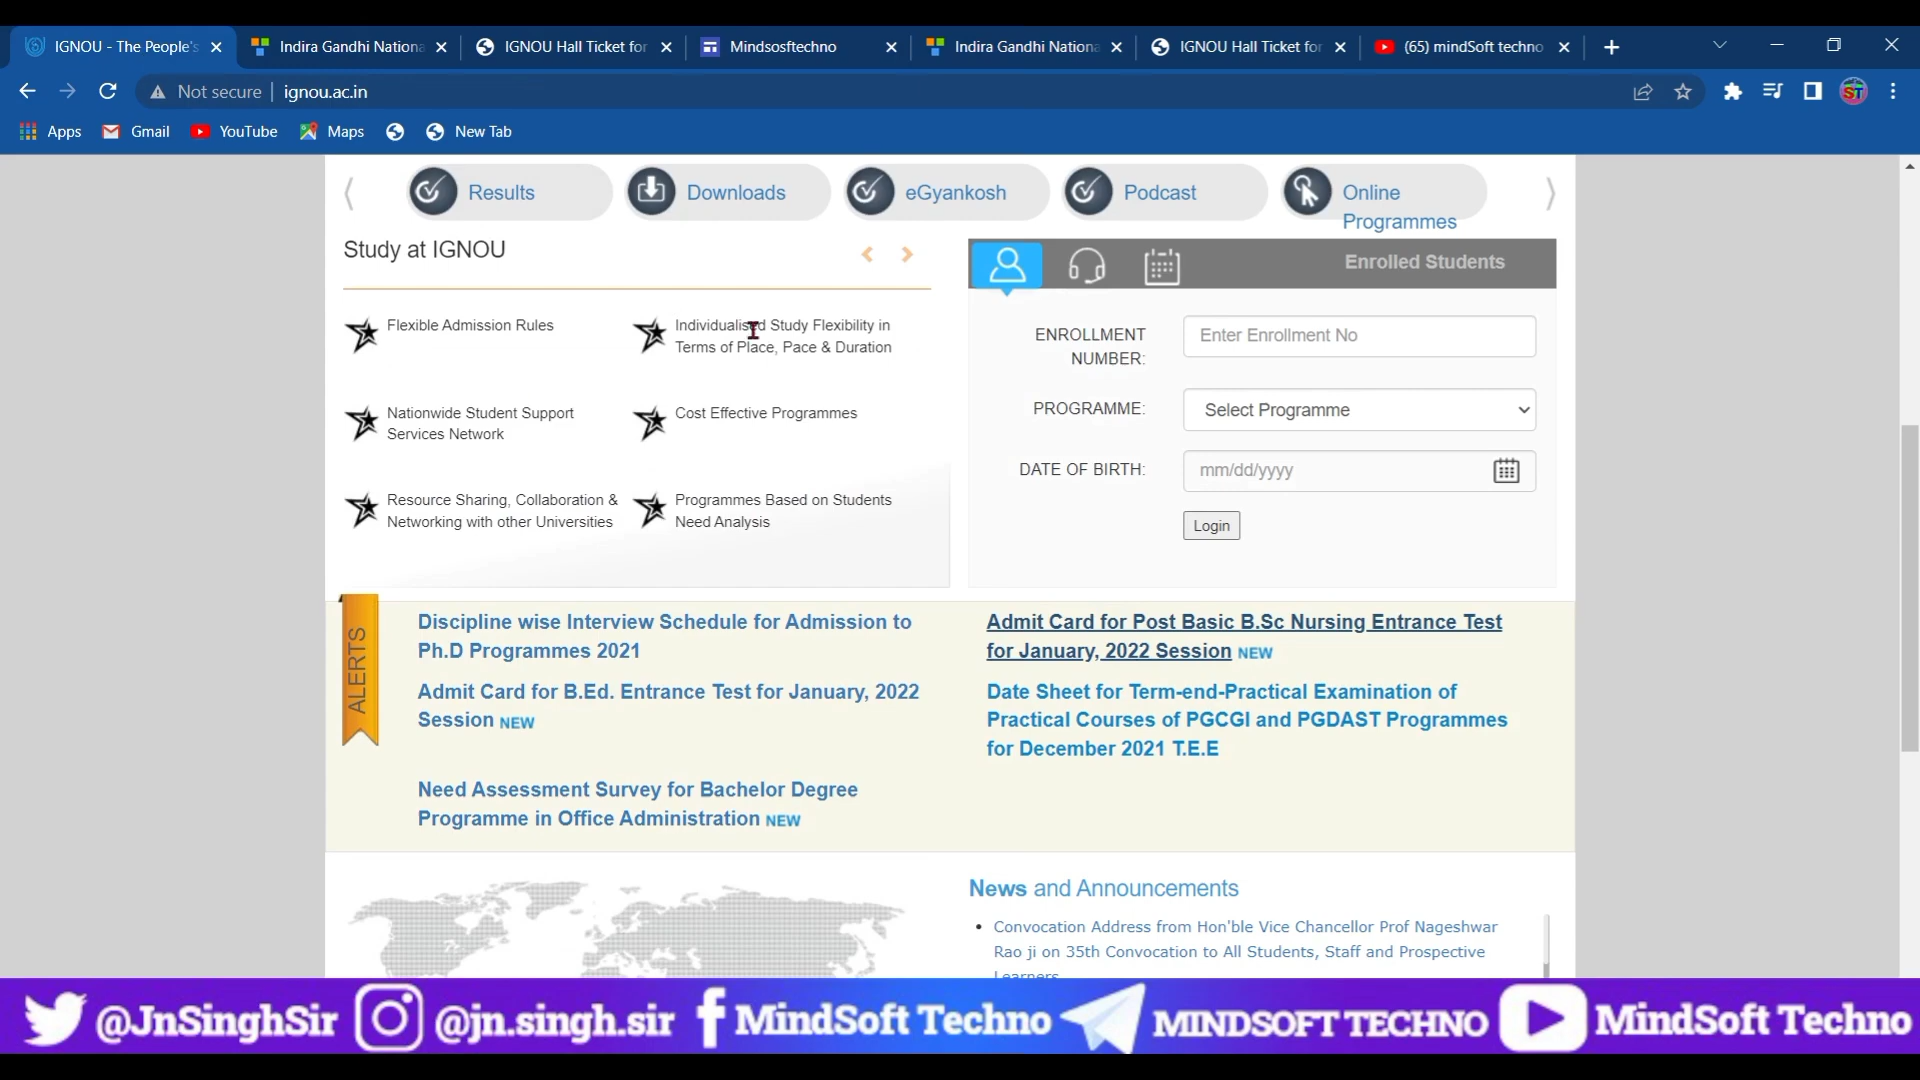 IGNOU - The People's
Indira Gandhi Nationa
IGNOU Hall Ticket for
Mindsosftechno
Indira Gandhi Nationa
IGNOU Hall Ticket for
(65) mindSoft techno
Not secure
ignou.ac.in
Apps
Gmail
YouTube
Maps
New Tab
Results
Downloads
eGyankosh
Podcast
Online
Programmes
Study at IGNOU
Flexible Admission Rules
Individualised Study Flexibility in
Terms of Place, Pace & Duration
Nationwide Student Support
Services Network
Cost Effective Programmes
Resource Sharing, Collaboration &
Networking with other Universities
Programmes Based on Students
Need Analysis
Enrolled Students
ENROLLMENT
NUMBER:
Enter Enrollment No
PROGRAMME:
Select Programme
DATE OF BIRTH:
mm/dd/yyyy
Login
ALERTS
Discipline wise Interview Schedule for Admission to
Ph.D Programmes 2021
Admit Card for B.Ed. Entrance Test for January, 2022
Session NEW
Need Assessment Survey for Bachelor Degree
Programme in Office Administration NEW
Admit Card for Post Basic B.Sc Nursing Entrance Test
for January, 2022 Session NEW
Date Sheet for Term-end-Practical Examination of
Practical Courses of PGCGI and PGDAST Programmes
for December 2021 T.E.E
News and Announcements
Convocation Address from Hon'ble Vice Chancellor Prof Nageshwar
Rao ji on 35th Convocation to All Students, Staff and Prospective
Learners
@JnSinghSir
@jn.singh.sir
MindSoft Techno
MINDSOFT TECHNO
MindSoft Techno